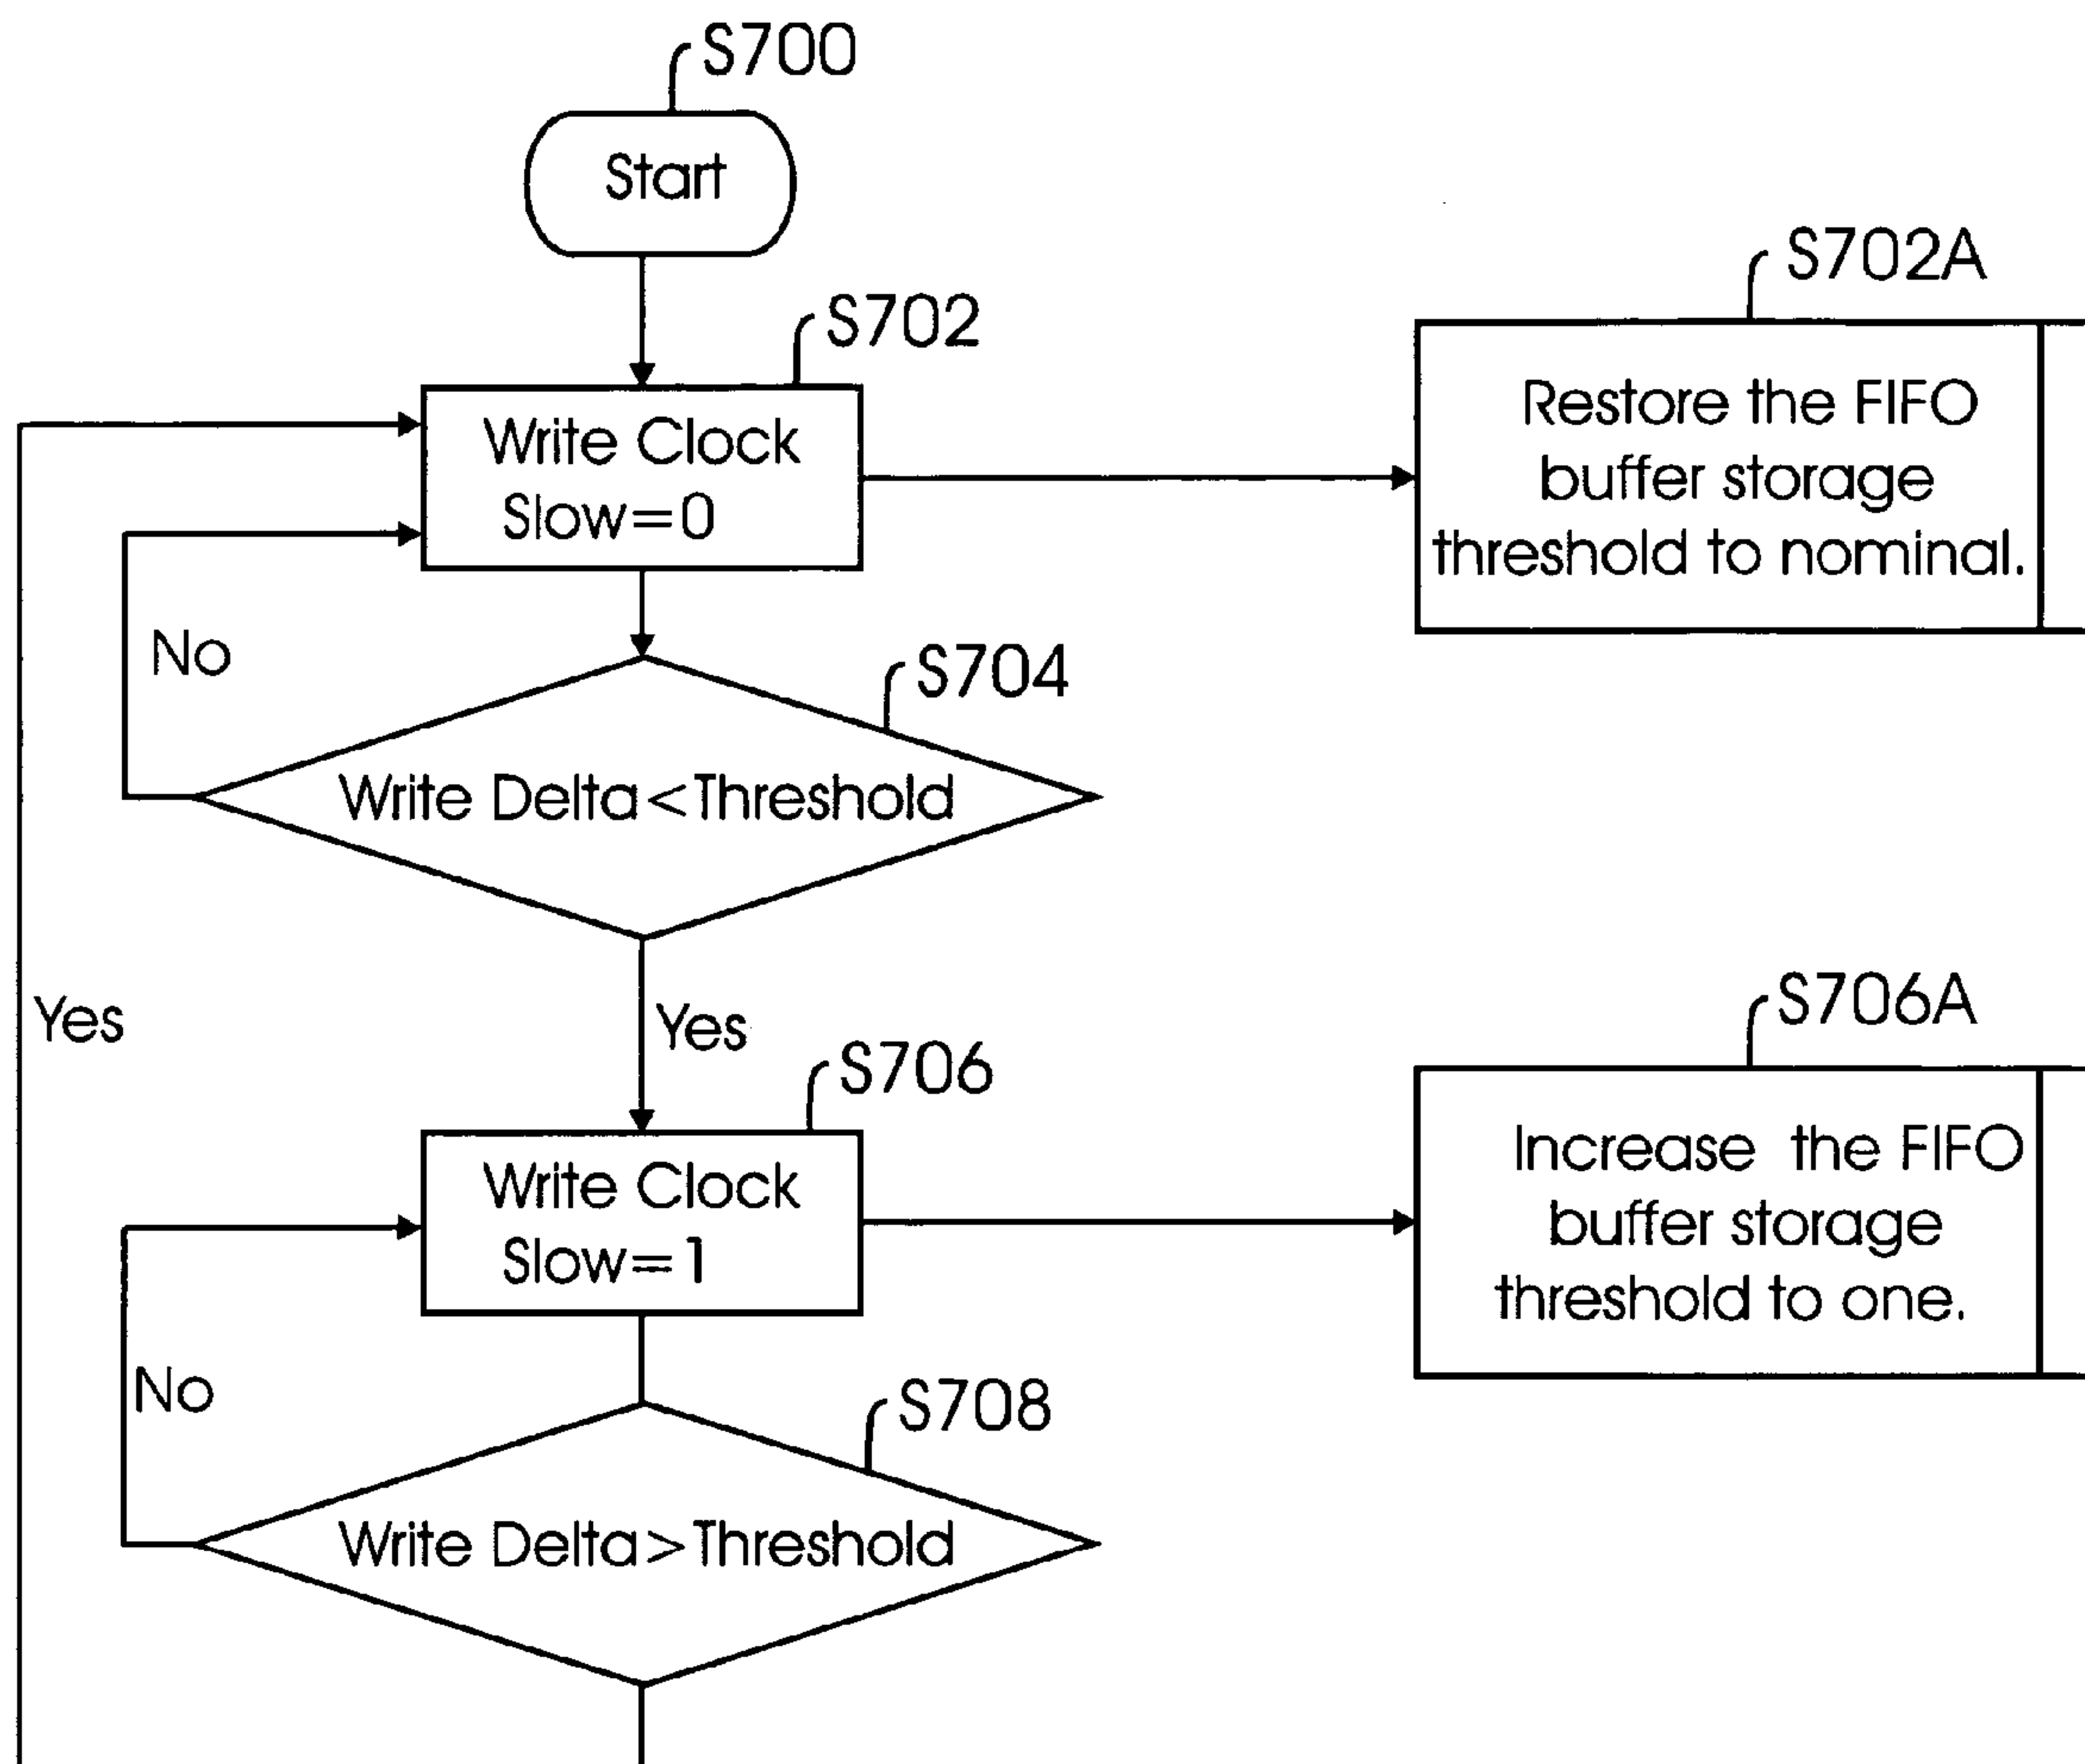 S700
Start
S702A
S702
Restore the FIFO
buffer storage
threshold to nominal.
Write Clock
Slow=0
No
S704
Write Delta<Threshold
Yes
Yes
S706A
S706
Increase the FIFO
buffer storage
threshold to one.
Write Clock
Slow=1
No
S708
Write Delta>Threshold